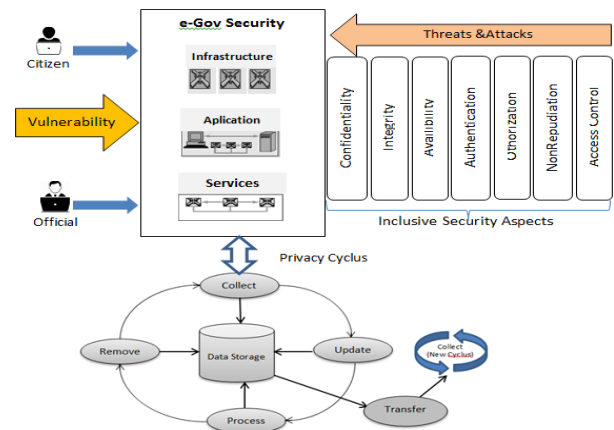 e-Gov Security
Threats &Attacks
Infrastructure
Citizen
Vulnerability
Aplication
Services
Official
Confidentiality
Integrity
Availibility
Authentication
Othorization
NonRepudiation
Access Control
Inclusive Security Aspects
Privacy Cyclus
Collect
Remove
Data Storage
Update
Collect
(New Cyclus)
Process
Transfer